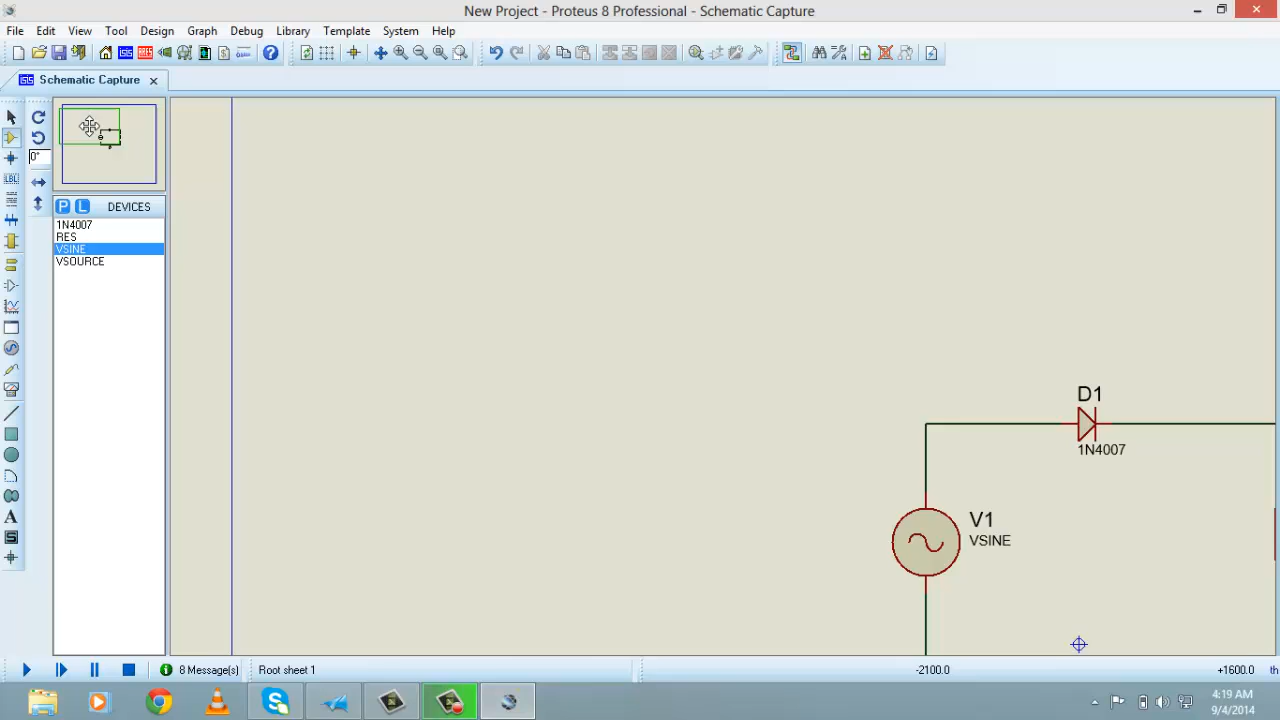 New Project - Proteus 8 Professional - Schematic Capture
File Edit View Tool Design Graph Debug Library Template System Help
Schematic Capture
0°
P L DEVICES
1N4007
RES
VSINE
VSOURCE
LBL
A
S
D1
1N4007
V1
VSINE
8 Message(s) Root sheet 1 -2100.0 +1600.0 th
4:19 AM
9/4/2014